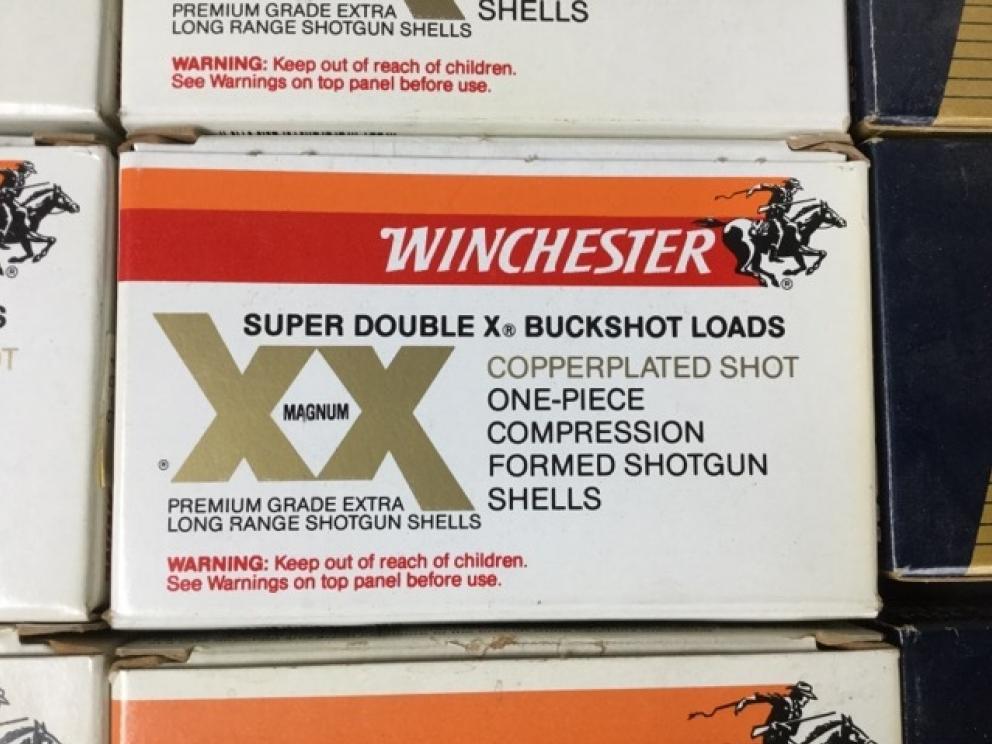 PREMIUM GRADE EXTRA
LONG RANGE SHOTGUN SHELLS
SHELLS
WARNING: Keep out of reach of children.
See Warnings on top panel before use.
WINCHESTER
®
SUPER DOUBLE X® BUCKSHOT LOADS
XX
MAGNUM
®
COPPERPLATED SHOT
ONE-PIECE
COMPRESSION
FORMED SHOTGUN
SHELLS
PREMIUM GRADE EXTRA
LONG RANGE SHOTGUN SHELLS
WARNING: Keep out of reach of children.
See Warnings on top panel before use.